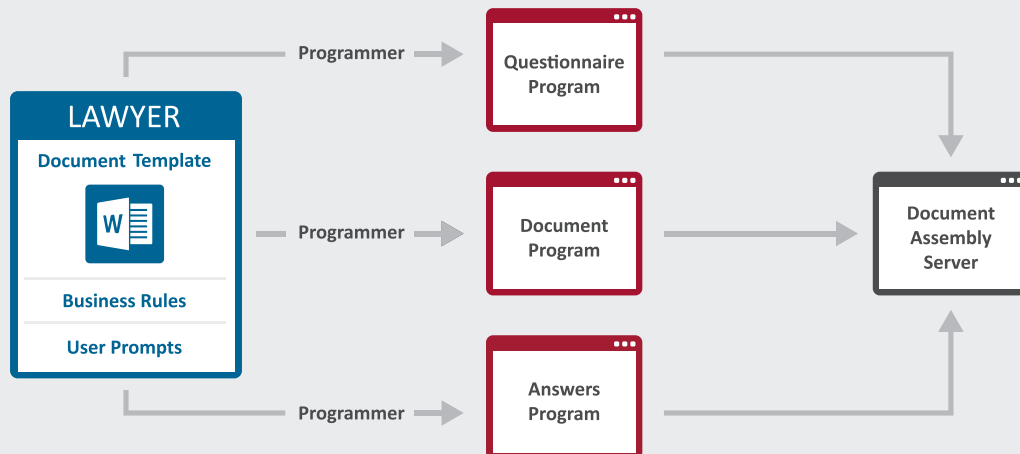 LAWYER
Document Template
W
Business Rules
User Prompts
Programmer
Questionnaire
Program
Programmer
Document
Program
Programmer
Answers
Program
Document
Assembly
Server